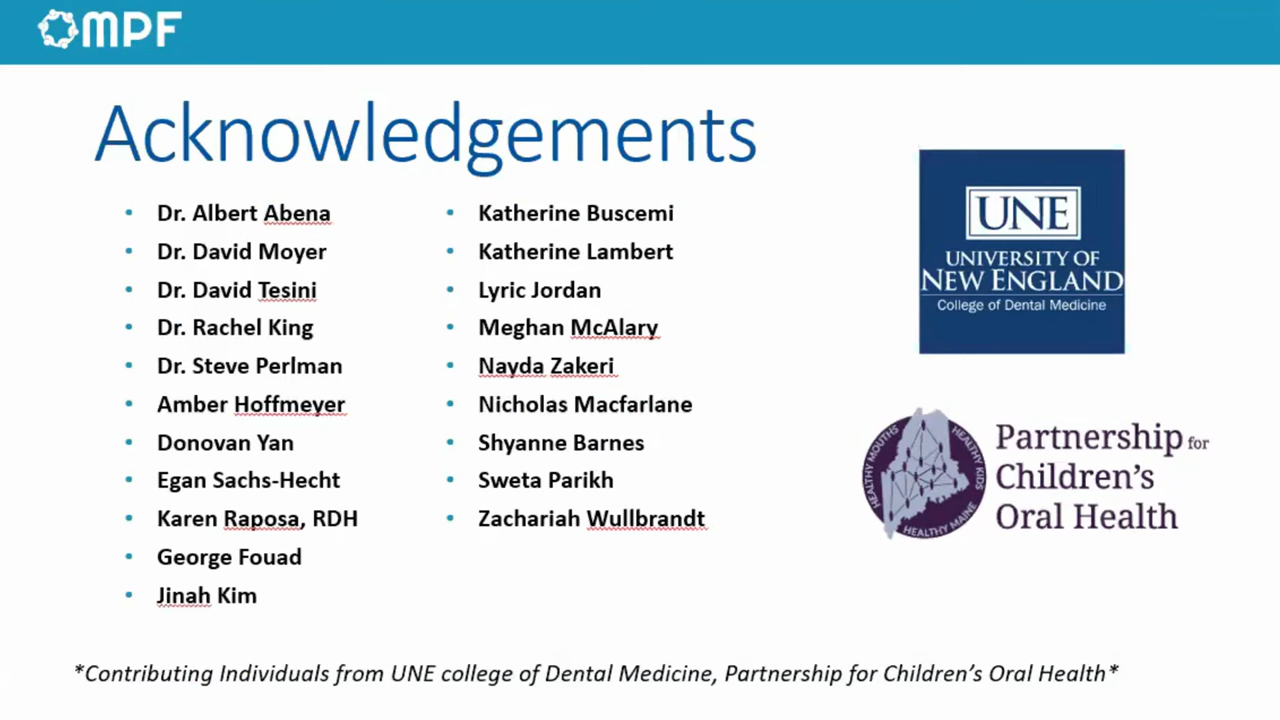 MPF
Acknowledgements
• Dr. Albert Abena
• Dr. David Moyer
• Dr. David Tesini
• Dr. Rachel King
• Dr. Steve Perlman
• Amber Hoffmeyer
• Donovan Yan
• Egan Sachs-Hecht
• Karen Raposa, RDH
• George Fouad
• Jinah Kim
• Katherine Buscemi
• Katherine Lambert
• Lyric Jordan
• Meghan McAlary
• Nayda Zakeri
• Nicholas Macfarlane
• Shyanne Barnes
• Sweta Parikh
• Zachariah Wullbrandt
UNE
UNIVERSITY OF
NEW ENGLAND
College of Dental Medicine
HEALTHY MOUTHS
HEALTHY KIDS
HEALTHY MAINE
Partnership for
Children's
Oral Health
*Contributing Individuals from UNE college of Dental Medicine, Partnership for Children's Oral Health*